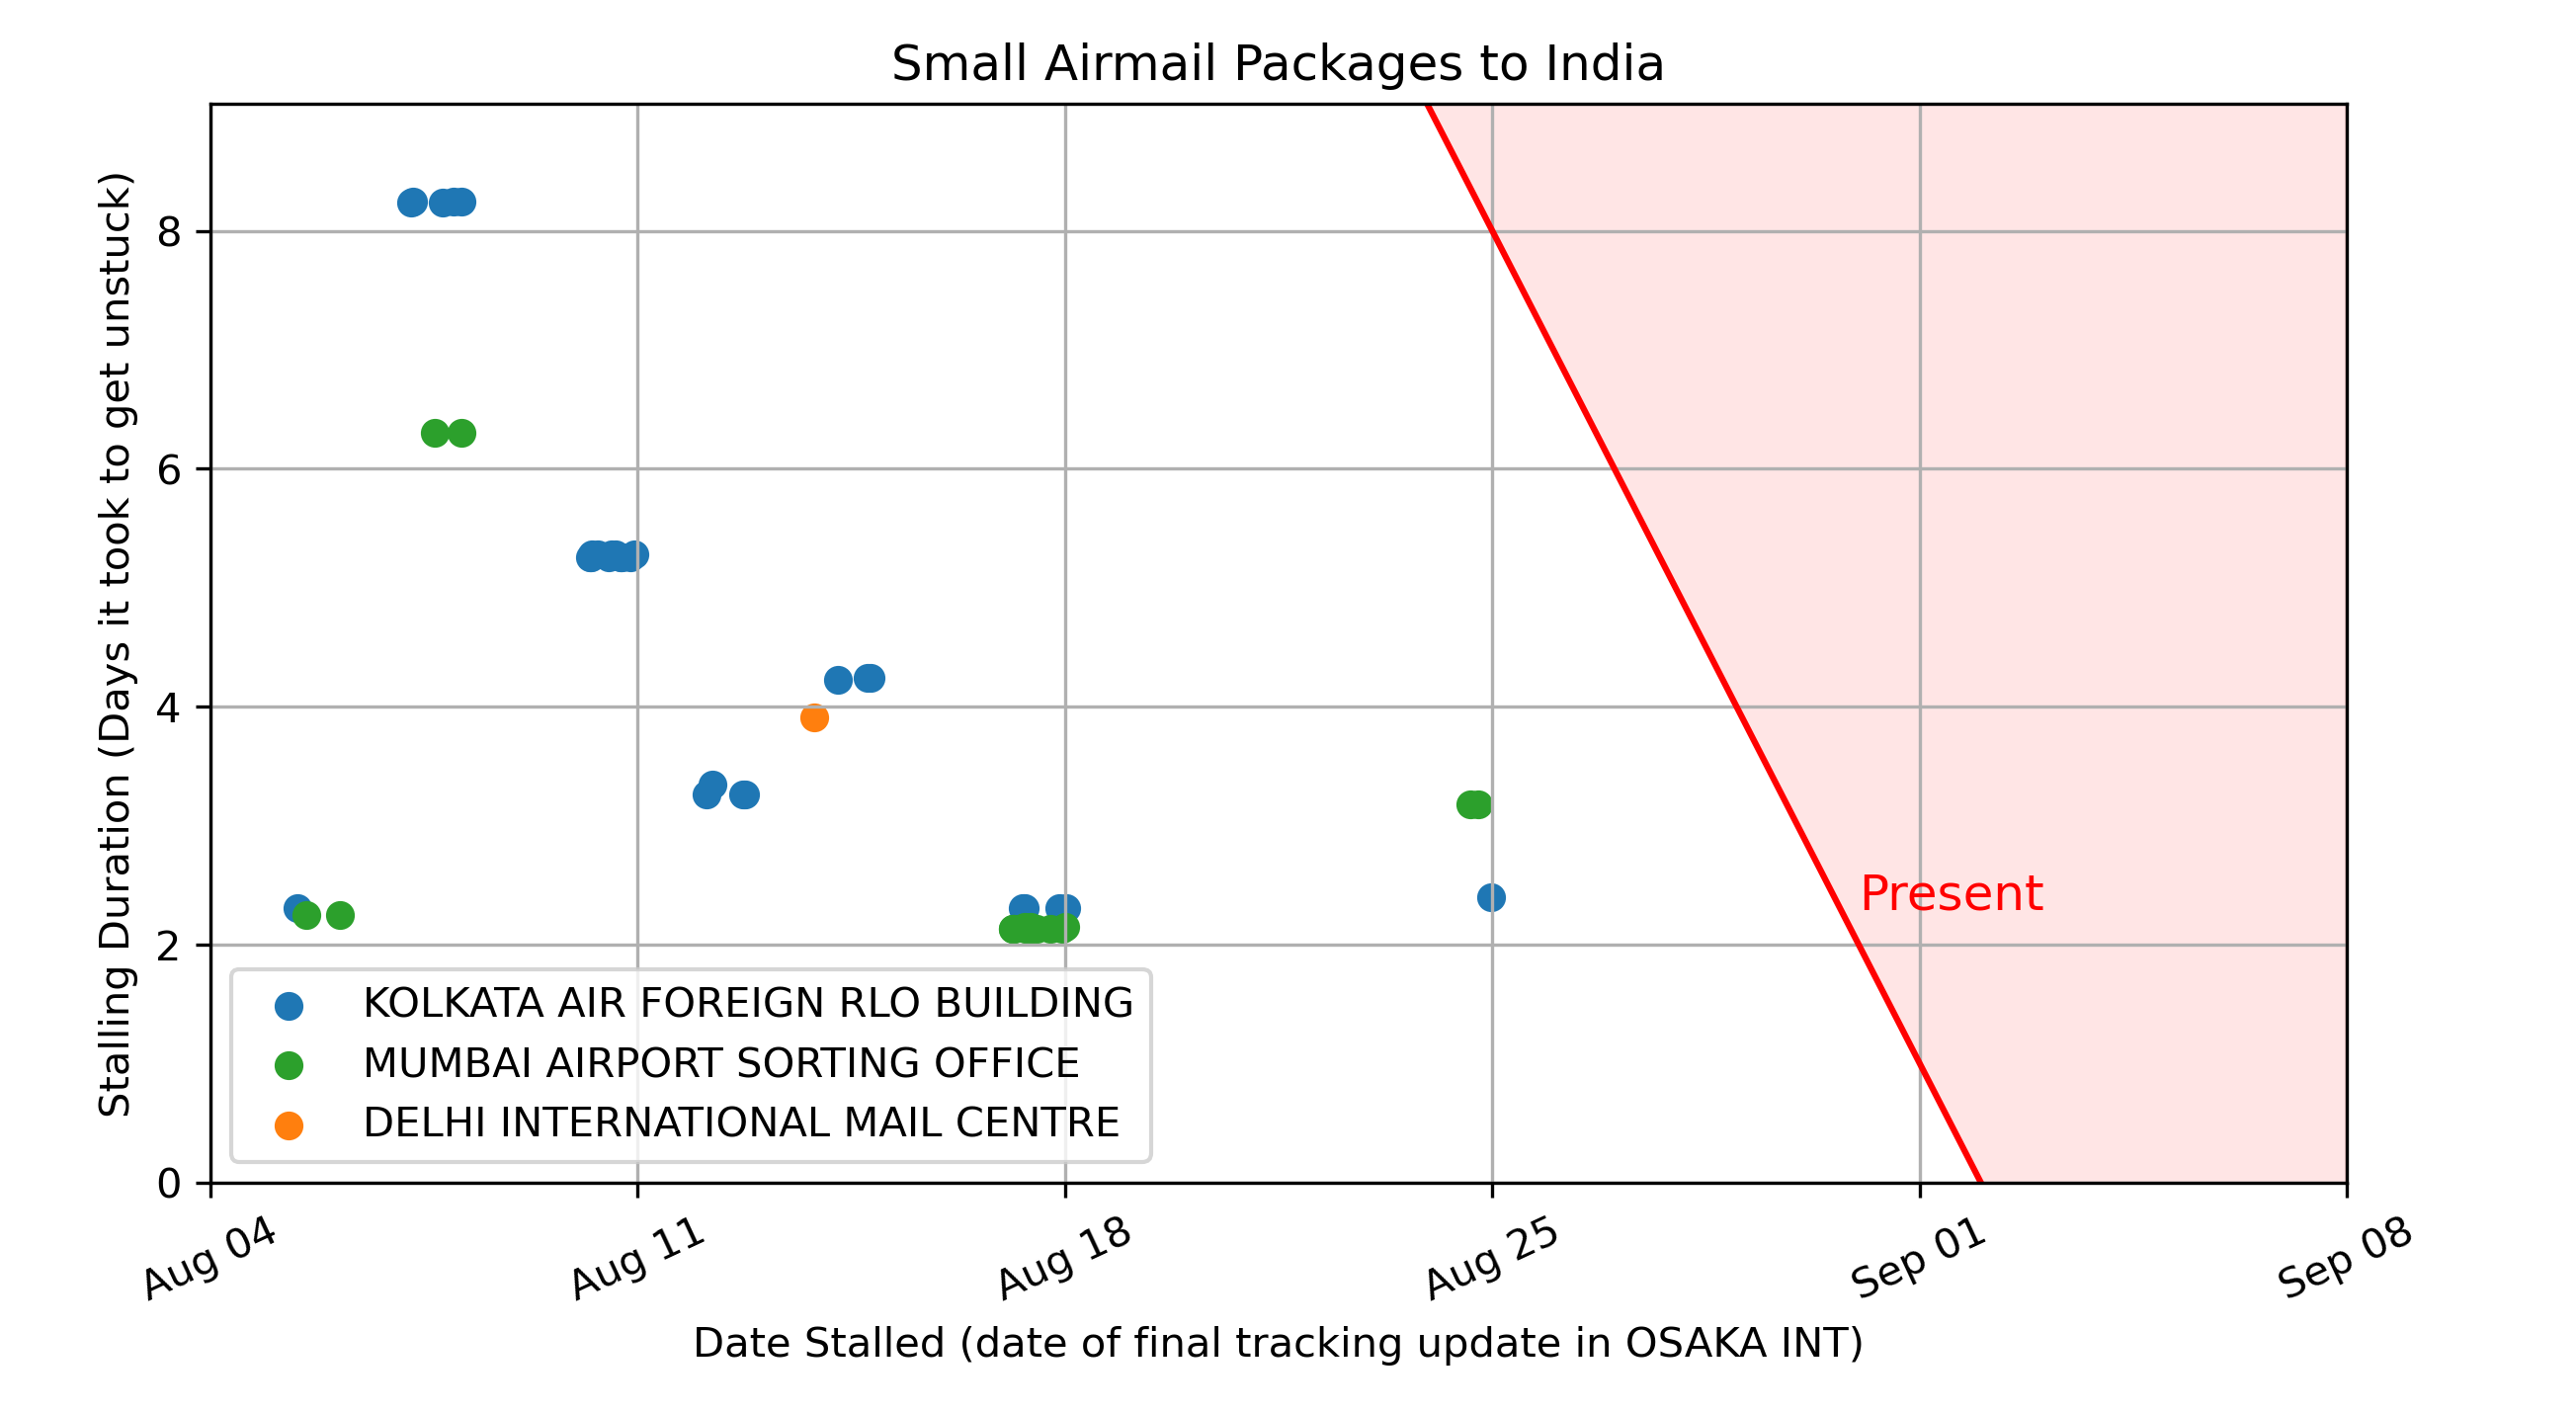 Small Airmail Packages to India
Stalling Duration (Days it took to get unstuck)
8
6
4
2
0
Present
KOLKATA AIR FOREIGN RLO BUILDING
MUMBAI AIRPORT SORTING OFFICE
DELHI INTERNATIONAL MAIL CENTRE
Aug 04
Aug 11
Aug 18
Aug 25
Sep 01
Sep 08
Date Stalled (date of final tracking update in OSAKA INT)